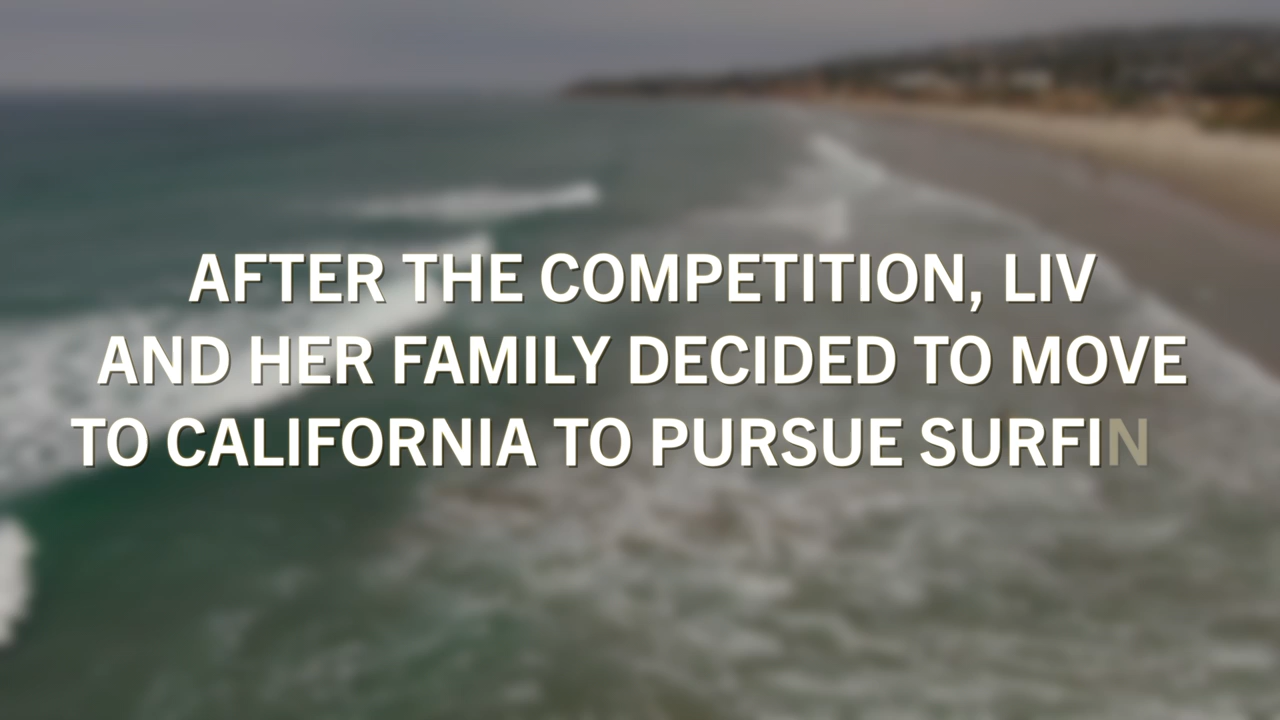 AFTER THE COMPETITION, LIV
AND HER FAMILY DECIDED TO MOVE
TO CALIFORNIA TO PURSUE SURFIN